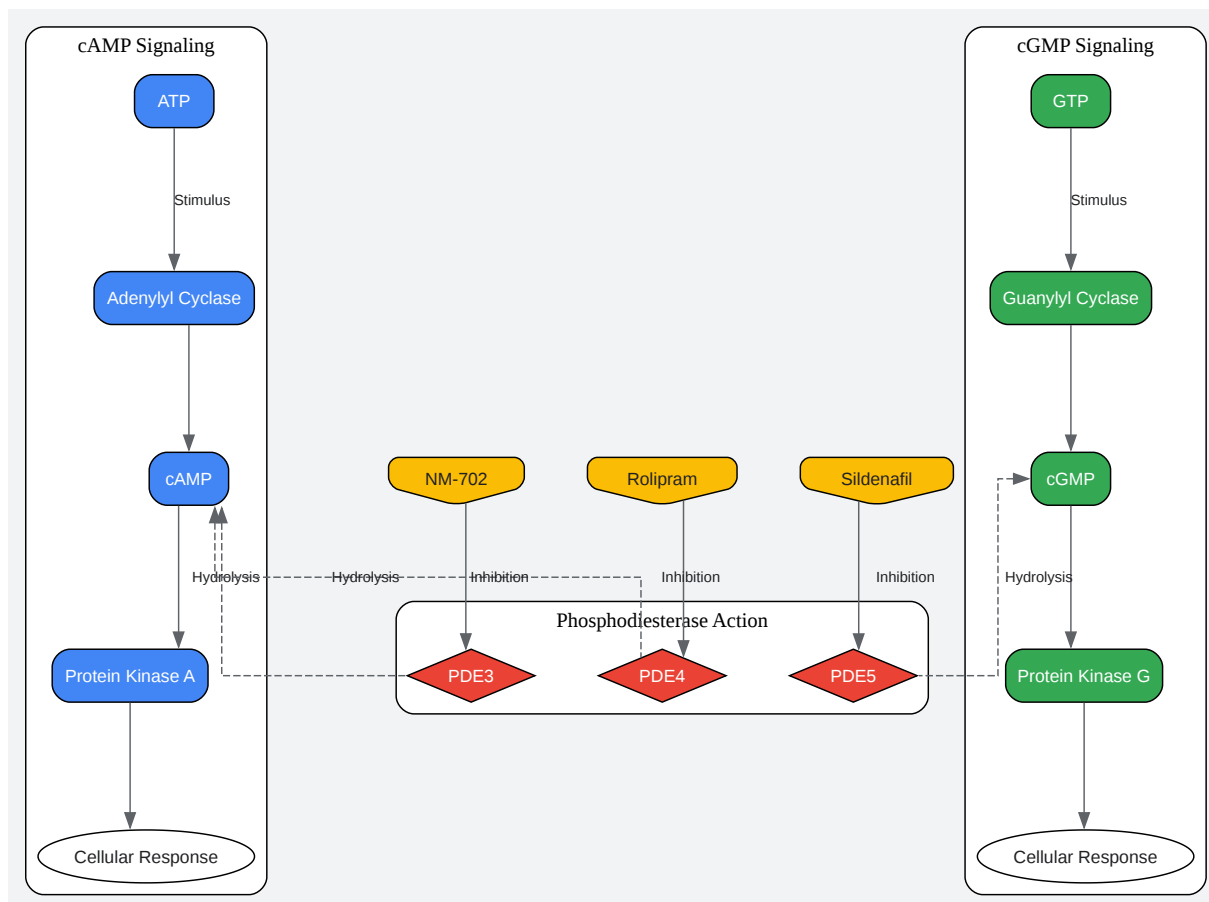 cAMP Signaling
ATP
Stimulus
Adenylyl Cyclase
cAMP
Hydrolysis
Protein Kinase A
Cellular Response
NM-702
Rolipram
Sildenafil
Hydrolysis
Inhibition
Inhibition
Inhibition
Phosphodiesterase Action
PDE3
PDE4
PDE5
cGMP Signaling
GTP
Stimulus
Guanylyl Cyclase
cGMP
Hydrolysis
Protein Kinase G
Cellular Response